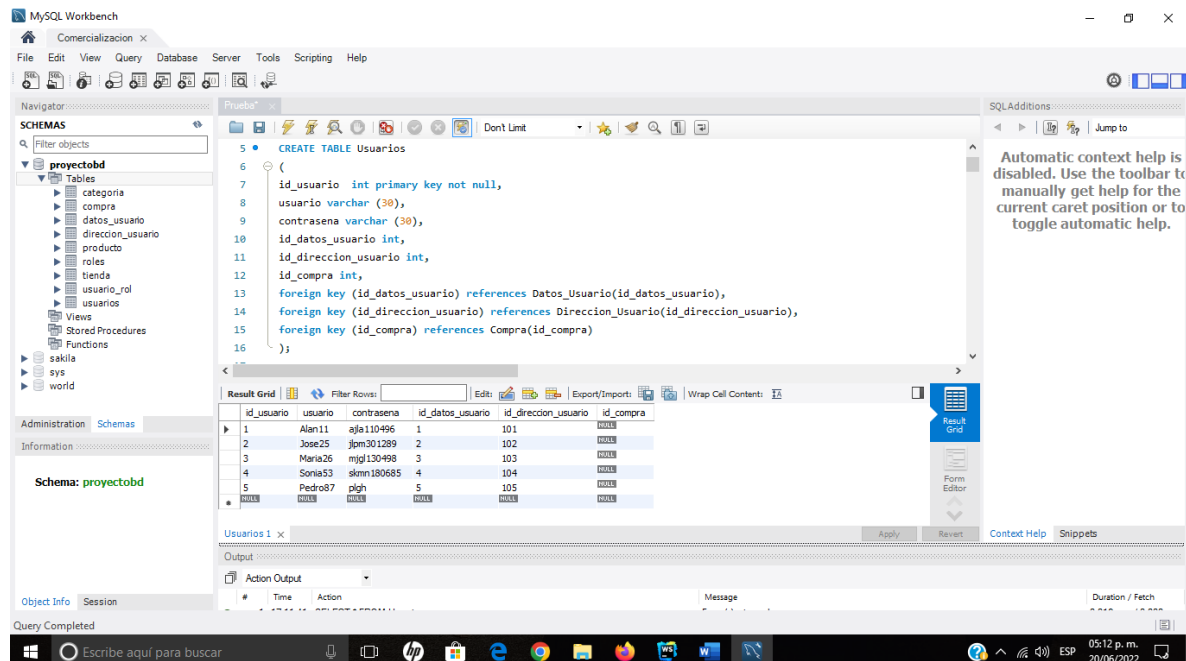 MySQL Workbench
Comercializacion
File Edit View Query Database Server Tools Scripting Help
Navigator
SCHEMAS
Filter objects
proyectobd
Tables
categoria
compra
datos_usuario
direccion_usuario
producto
roles
tienda
usuario_rol
usuarios
Views
Stored Procedures
Functions
sakila
sys
world
Administration Schemas
Information
Schema: proyectobd
Object Info Session
Prueba*
Don't Limit
5 CREATE TABLE Usuarios
6 (
7 id_usuario int primary key not null,
8 usuario varchar (30),
9 contrasena varchar (30),
10 id_datos_usuario int,
11 id_direccion_usuario int,
12 id_compra int,
13 foreign key (id_datos_usuario) references Datos_Usuario(id_datos_usuario),
14 foreign key (id_direccion_usuario) references Direccion_Usuario(id_direccion_usuario),
15 foreign key (id_compra) references Compra(id_compra)
16 );
Result Grid Filter Rows: Edit: Export/Import: Wrap Cell Content:
id_usuario usuario contrasena id_datos_usuario id_direccion_usuario id_compra
1 Alan11 ajla110496 1 101 NULL
2 Jose25 jlpm301289 2 102 NULL
3 Maria26 mjgl130498 3 103 NULL
4 Sonia53 skmn180685 4 104 NULL
5 Pedro87 plgh 5 105 NULL
NULL NULL NULL NULL NULL NULL
Result Grid
Form Editor
Usuarios 1
Apply Revert
SQLAdditions
Jump to
Automatic context help is
disabled. Use the toolbar to
manually get help for the
current caret position or to
toggle automatic help.
Context Help Snippets
Output
Action Output
# Time Action Message Duration / Fetch
Query Completed
Escribe aquí para buscar
ESP
05:12 p. m.
20/06/2022